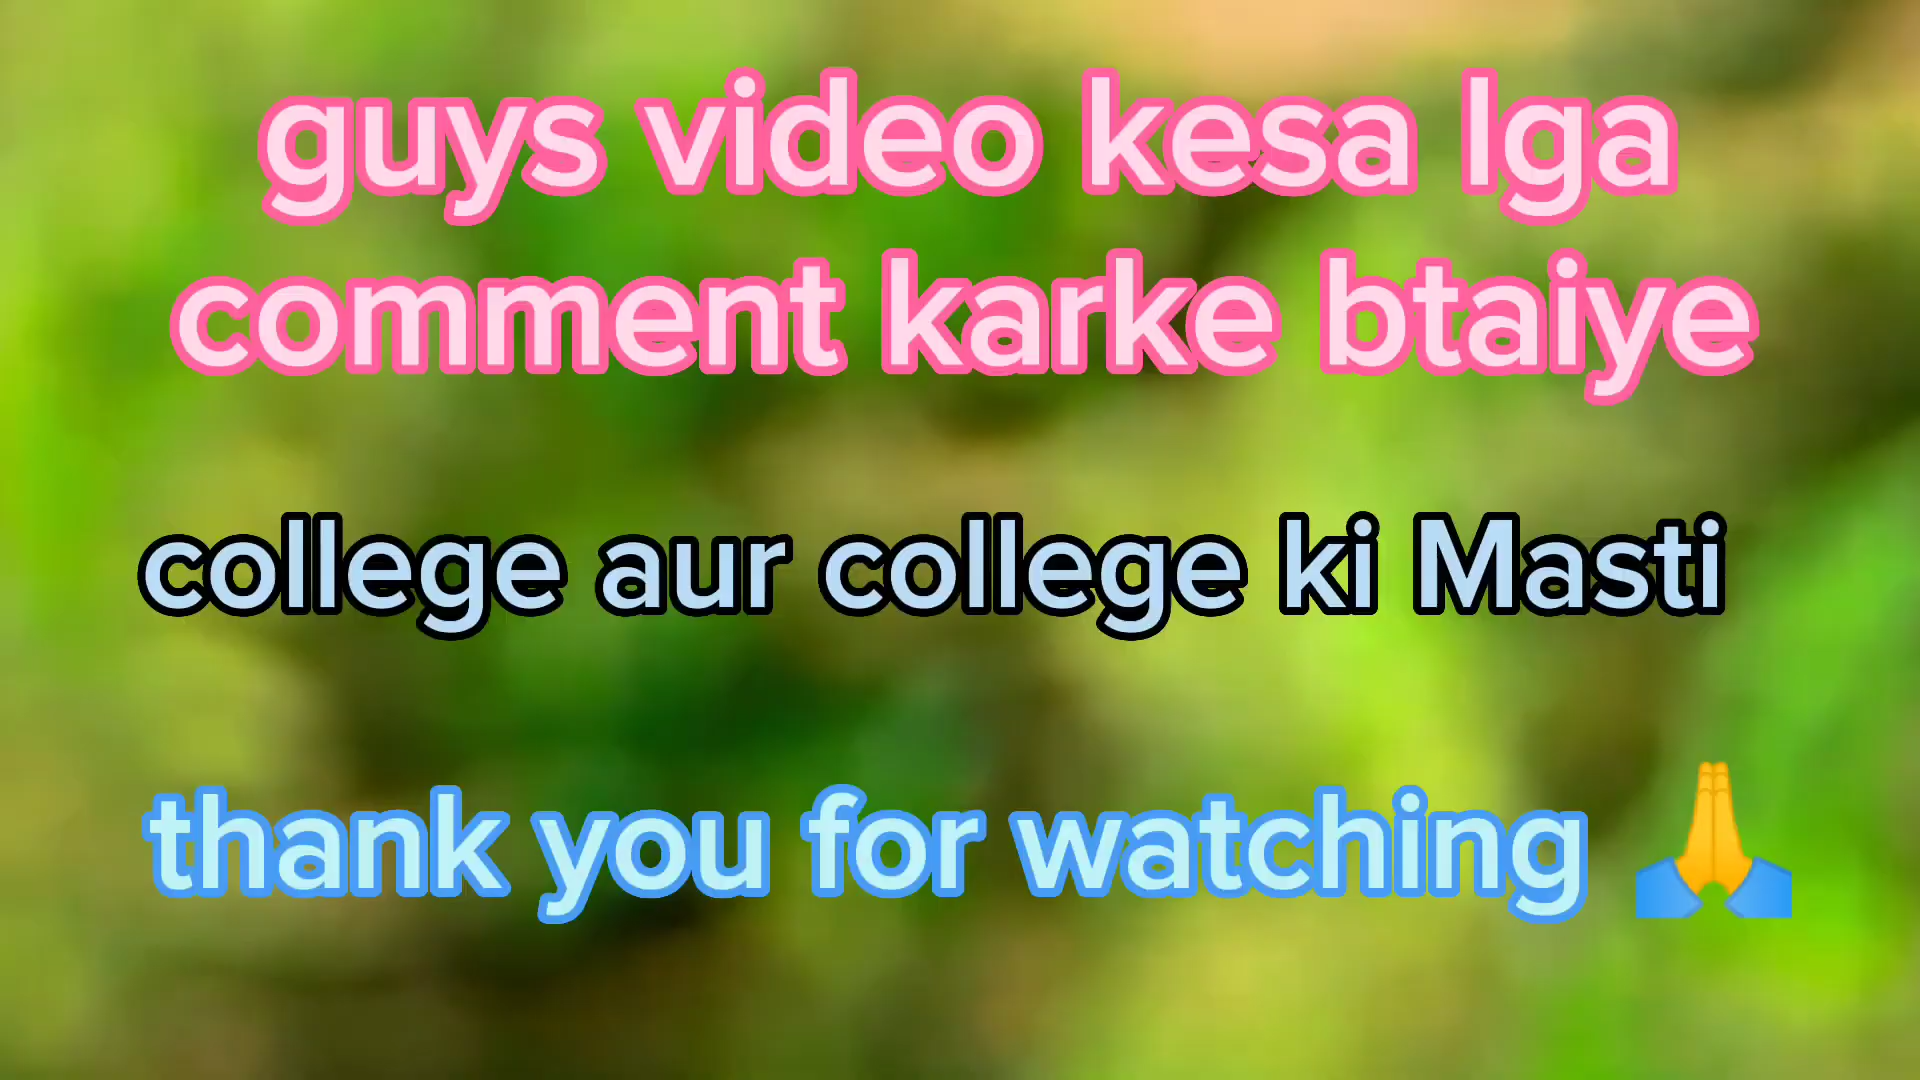 guys video kesa lga
comment karke btaiye
college aur college ki Masti
thank you for watching 🙏